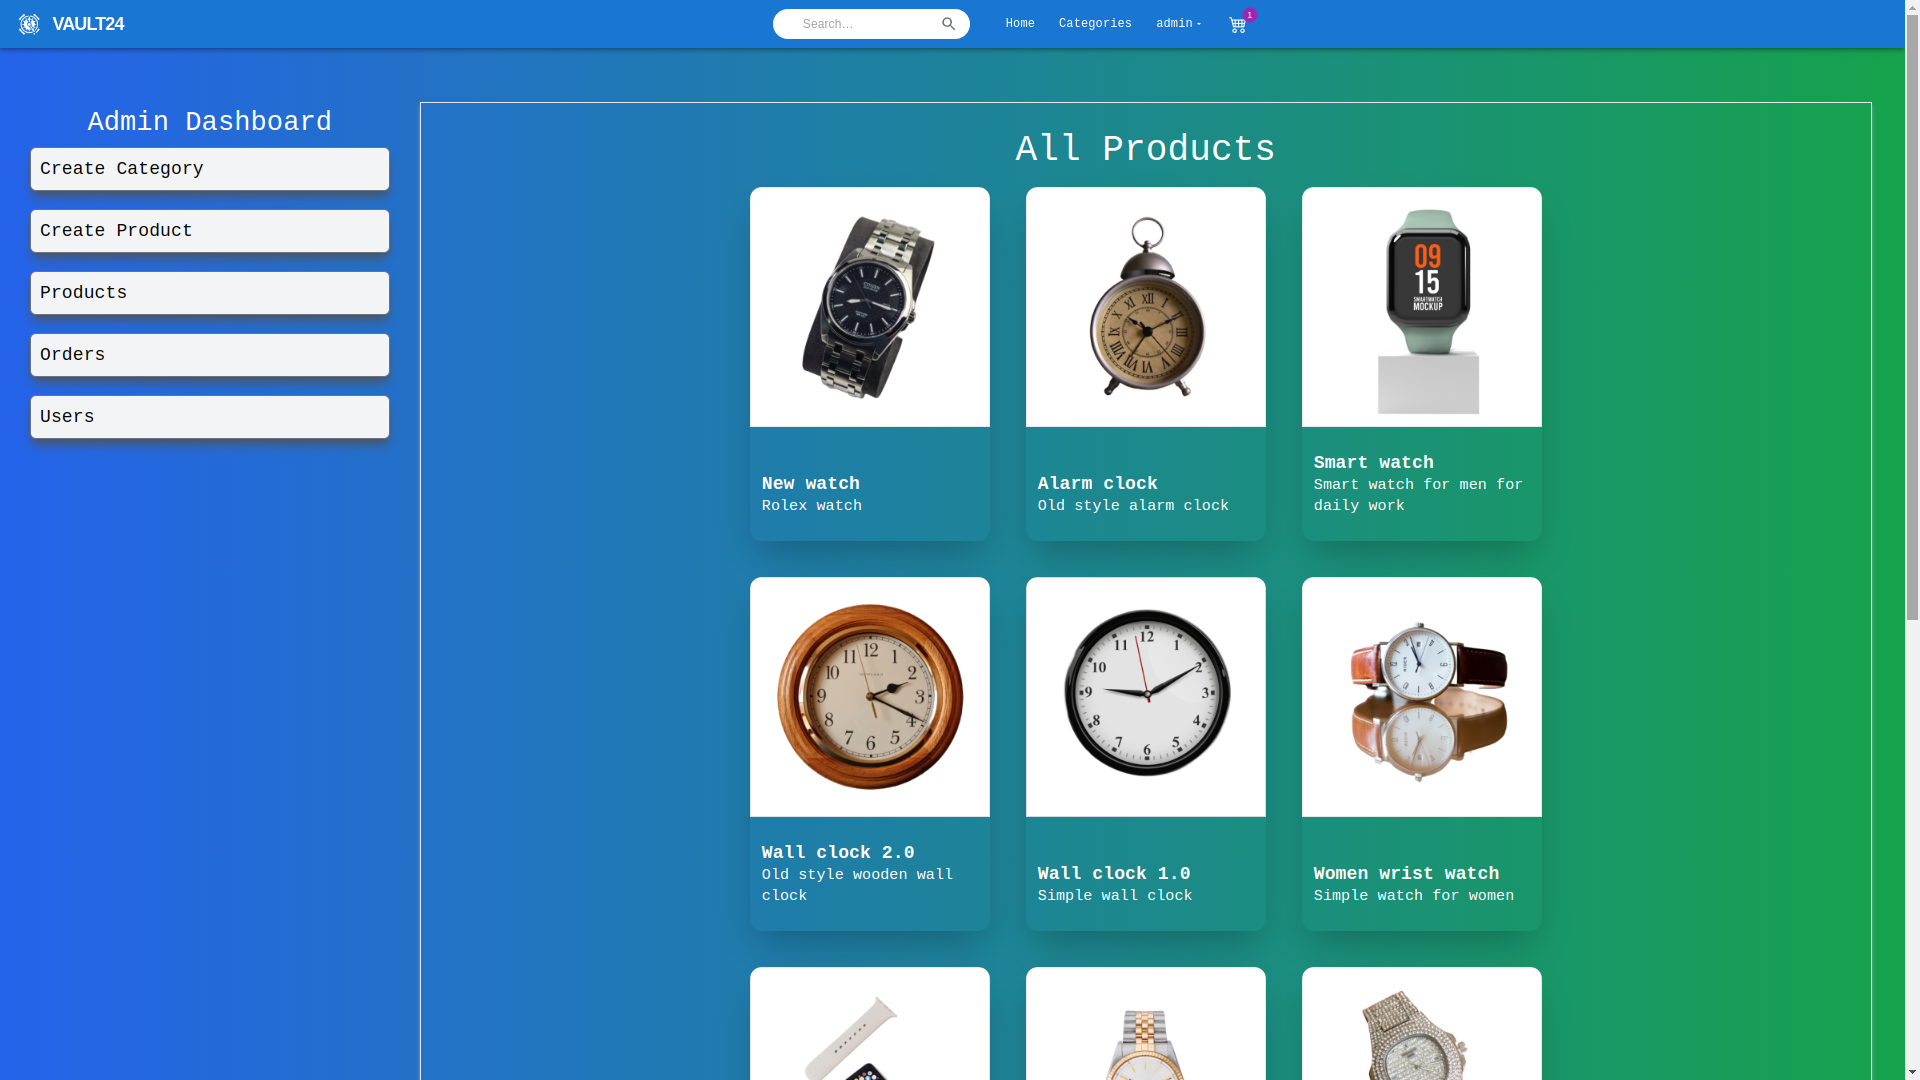 VAULT24
Search…
Home
Categories
admin
1
Admin Dashboard
Create Category
Create Product
Products
Orders
Users
All Products
09
15
SMARTWATCH
MOCKUP
New watch
Rolex watch
Alarm clock
Old style alarm clock
Smart watch
Smart watch for men for
daily work
Wall clock 2.0
Old style wooden wall
clock
Wall clock 1.0
Simple wall clock
Women wrist watch
Simple watch for women